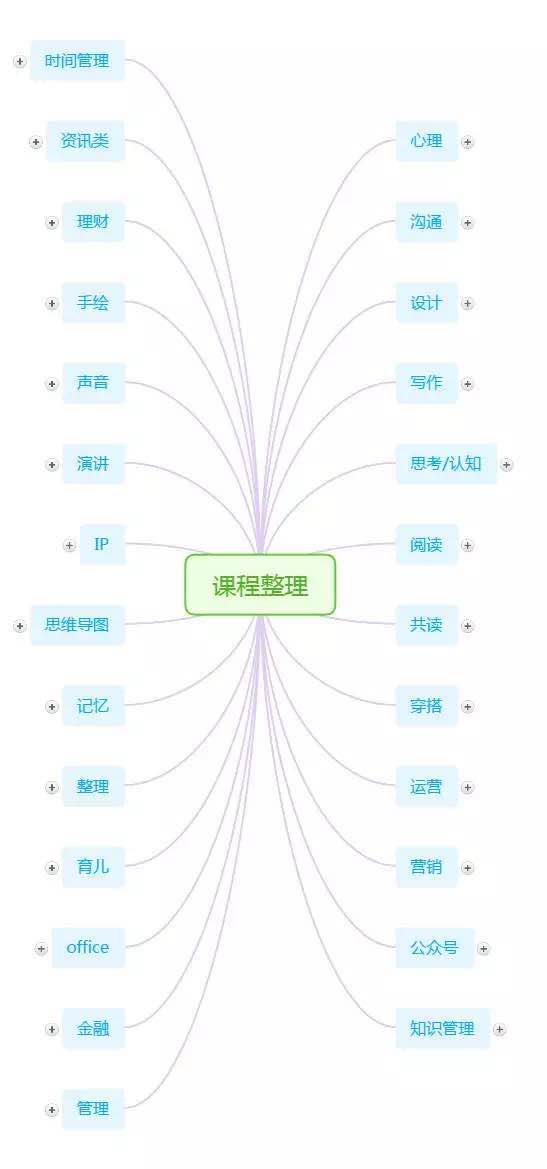 时间管理
资讯类
理财
手绘
声音
演讲
IP
思维导图
记忆
整理
育儿
office
金融
管理
课程整理
心理
沟通
设计
写作
思考/认知
阅读
共读
穿搭
运营
营销
公众号
知识管理